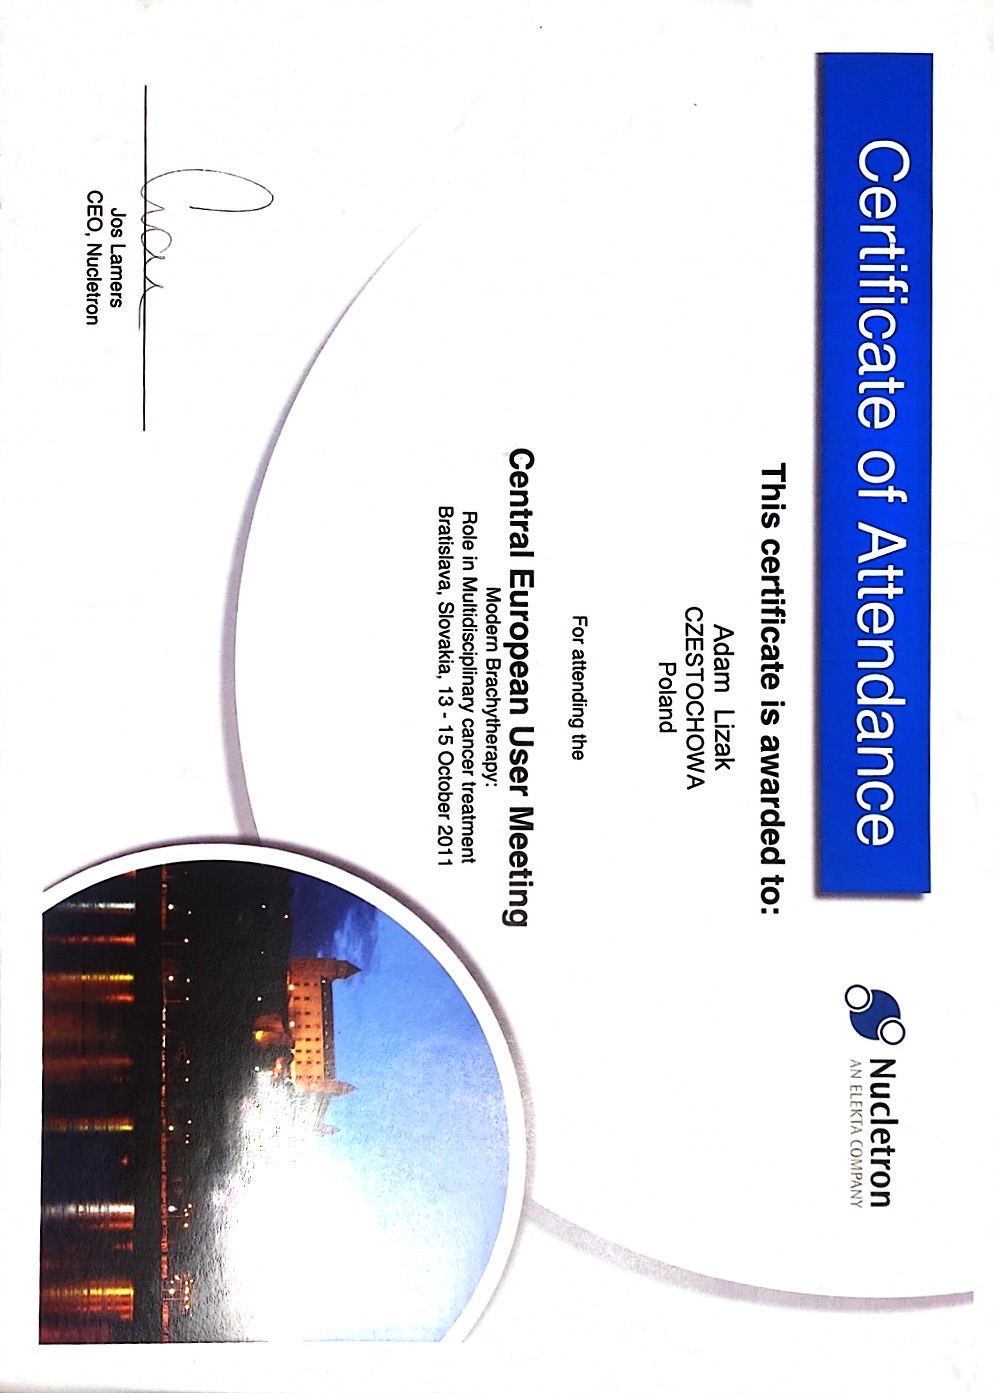 Certificate of Attendance
Nucletron
AN ELEKTA COMPANY
This certificate is awarded to:
Adam Lizak
CZESTOCHOWA
Poland
For attending the
Central European User Meeting
Modern Brachytherapy:
Role in Multidisciplinary cancer treatment
Bratislava, Slovakia, 13 - 15 October 2011
Jos Lamers
CEO, Nucletron